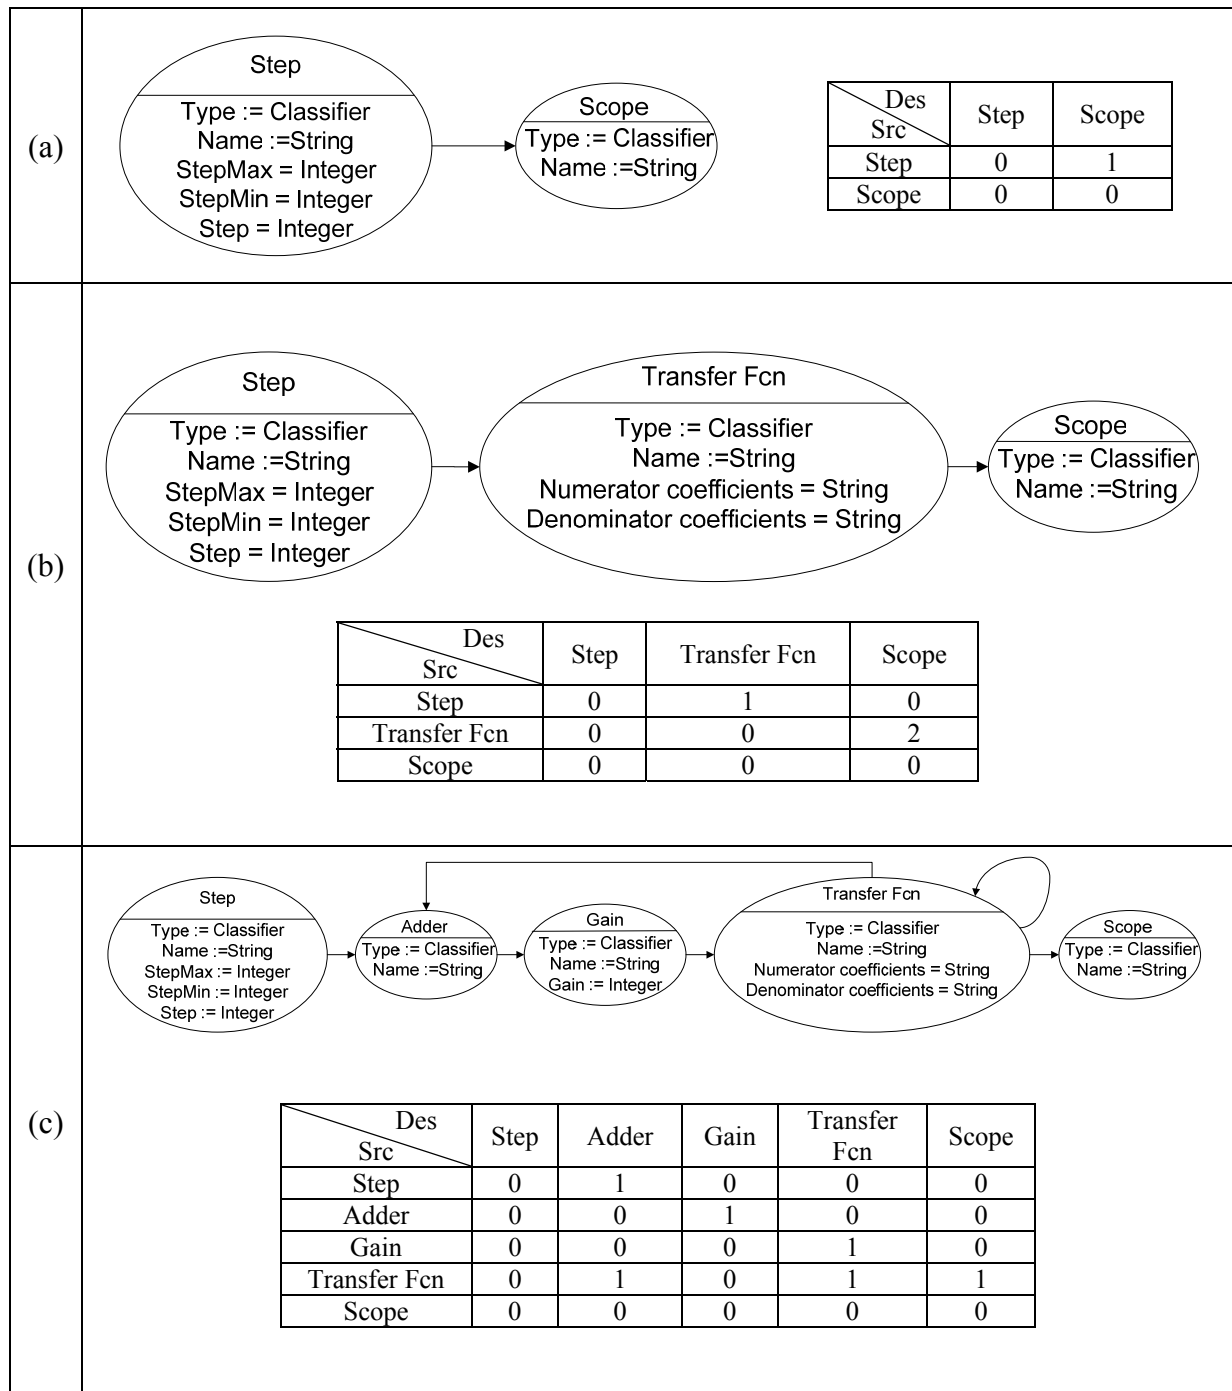 (a)
Step
Type := Classifier
Name :=String
StepMax = Integer
StepMin = Integer
Step = Integer
Scope
Type := Classifier
Name :=String
Des
Src
Step
Scope
Step 0 1
Scope 0 0
(b)
Step
Type := Classifier
Name :=String
StepMax = Integer
StepMin = Integer
Step = Integer
Transfer Fcn
Type := Classifier
Name :=String
Numerator coefficients = String
Denominator coefficients = String
Scope
Type := Classifier
Name :=String
Des
Src
Step
Transfer Fcn
Scope
Step 0 1 0
Transfer Fcn 0 0 2
Scope 0 0 0
(c)
Step
Type := Classifier
Name :=String
StepMax := Integer
StepMin := Integer
Step := Integer
Adder
Type := Classifier
Name :=String
Gain
Type := Classifier
Name :=String
Gain := Integer
Transfer Fcn
Type := Classifier
Name :=String
Numerator coefficients = String
Denominator coefficients = String
Scope
Type := Classifier
Name :=String
Des
Src
Step
Adder
Gain
Transfer
Fcn
Scope
Step 0 1 0 0 0
Adder 0 0 1 0 0
Gain 0 0 0 1 0
Transfer Fcn 0 1 0 1 1
Scope 0 0 0 0 0